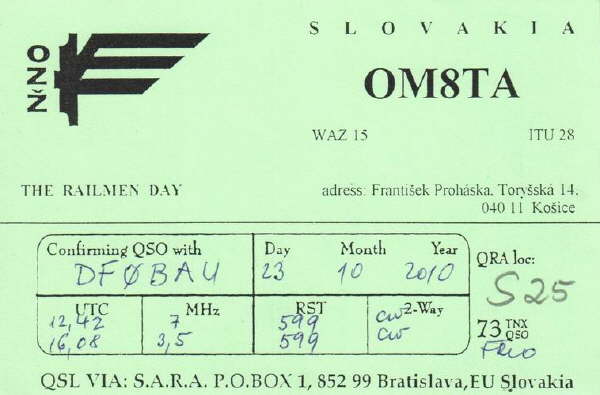 ŇNO
S L O V A K I A
OM8TA
WAZ 15 ITU 28
THE RAILMEN DAY
adress: František Proháska, Toryšská 14,
040 11 Košice
Confirming QSO with Day Month Year QRA loc:
DFØBAU 23 10 2010
S25
UTC MHz RST 2-Way
12,42 7 599 cw
16,08 3,5 599 cw
73 TNX QSO
QSL VIA: S.A.R.A. P.O.BOX 1, 852 99 Bratislava,EU Slovakia